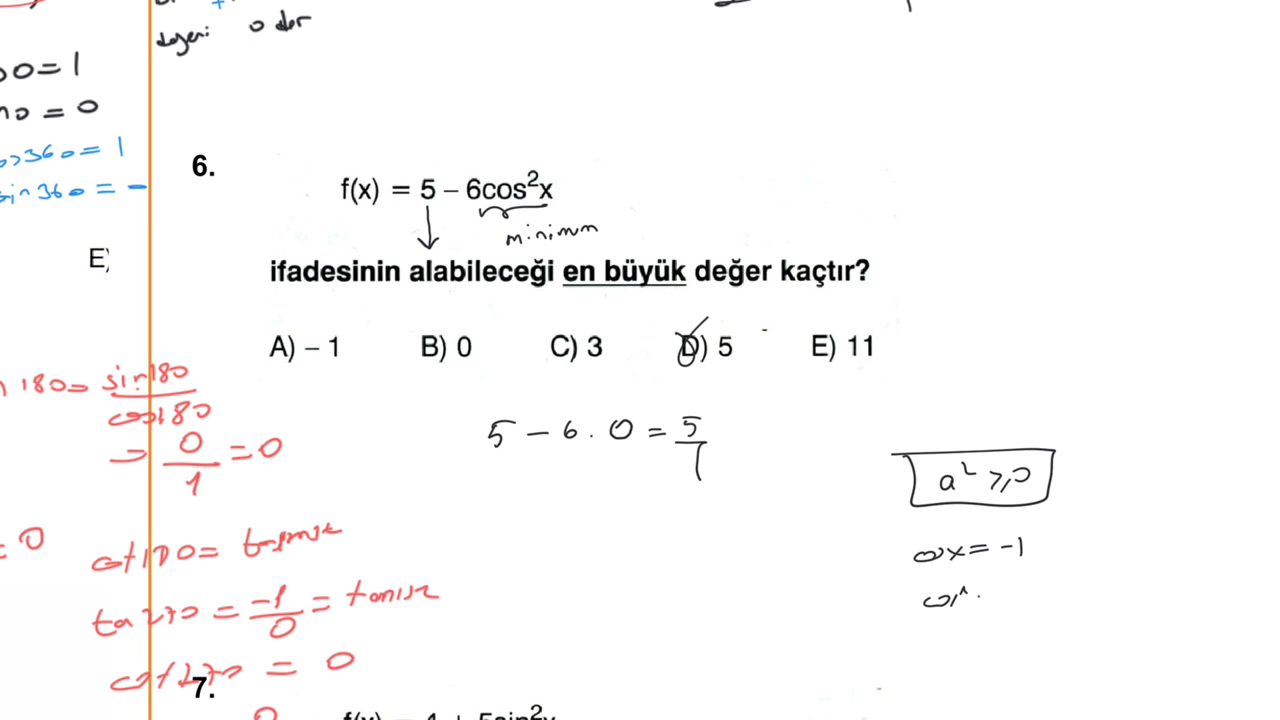 değeri 0 dır
0=1
=0
360=1
sin360=-
E)
6.
f(x) = 5 – 6cos²x
minimum
ifadesinin alabileceği en büyük değer kaçtır?
A) – 1 B) 0 C) 3 D) 5 E) 11
180= sin180
cos180
= 0/1 =0
5 – 6 . 0 = 5
a² ≥0
cosx= -1
= 0
cot180= tanımsız
tan270 = -1/0 = tanımsız
cot270 = 0
7.
f(x) = 4 + 5sin²x